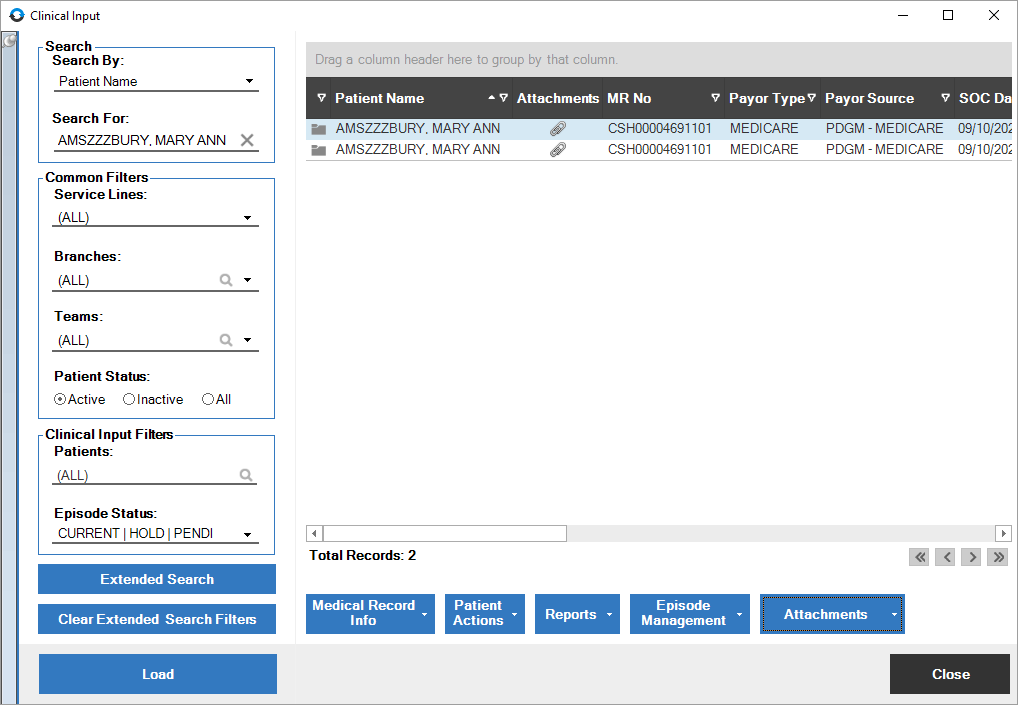 Clinical Input
Search
Search By:
Patient Name
Search For:
AMSZZZBURY, MARY ANN
Common Filters
Service Lines:
(ALL)
Branches:
(ALL)
Teams:
(ALL)
Patient Status:
Active Inactive All
Clinical Input Filters
Patients:
(ALL)
Episode Status:
CURRENT | HOLD | PENDI
Extended Search
Clear Extended Search Filters
Load
Drag a column header here to group by that column.
Patient Name Attachments MR No Payor Type Payor Source SOC Da
AMSZZZBURY, MARY ANN CSH00004691101 MEDICARE PDGM - MEDICARE 09/10/202
AMSZZZBURY, MARY ANN CSH00004691101 MEDICARE PDGM - MEDICARE 09/10/202
Total Records: 2
Medical Record
Info
Patient
Actions
Reports
Episode
Management
Attachments
Close